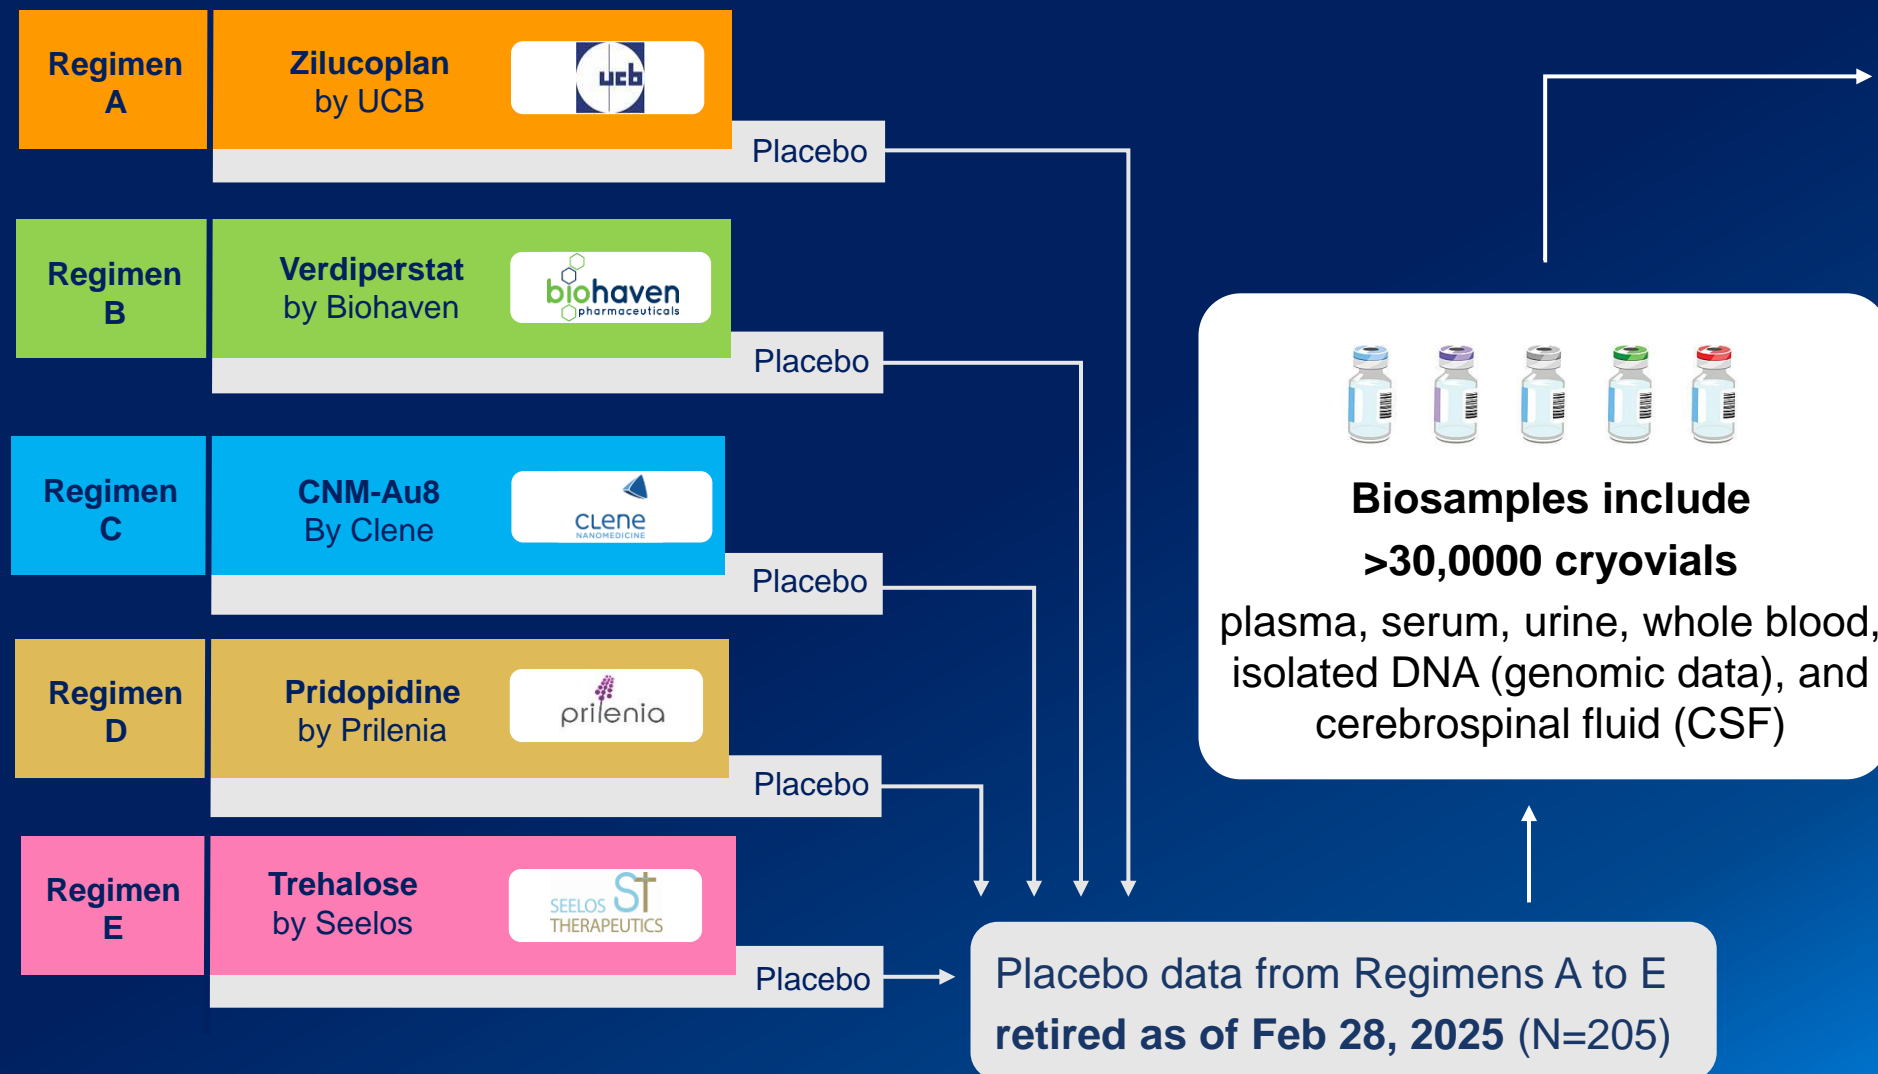 Regimen
A
Zilucoplan
by UCB
ucb
Placebo
Regimen
B
Verdiperstat
by Biohaven
biohaven
pharmaceuticals
Placebo
Regimen
C
CNM-Au8
By Clene
CLENE
NANOMEDICINE
Placebo
Regimen
D
Pridopidine
by Prilenia
prilenia
Placebo
Regimen
E
Trehalose
by Seelos
SEELOS ST
THERAPEUTICS
Placebo
Biosamples include
>30,0000 cryovials
plasma, serum, urine, whole blood,
isolated DNA (genomic data), and
cerebrospinal fluid (CSF)
Placebo data from Regimens A to E
retired as of Feb 28, 2025 (N=205)